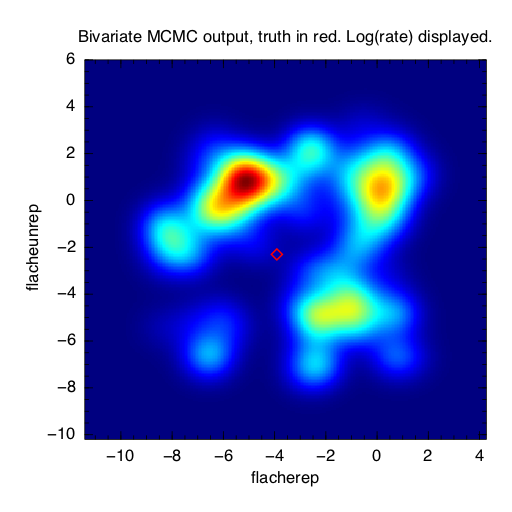 Bivariate MCMC output, truth in red. Log(rate) displayed.
6
4
2
0
−2
−4
−6
−8
−10
flacheunrep
−10 −8 −6 −4 −2 0 2 4
flacherep